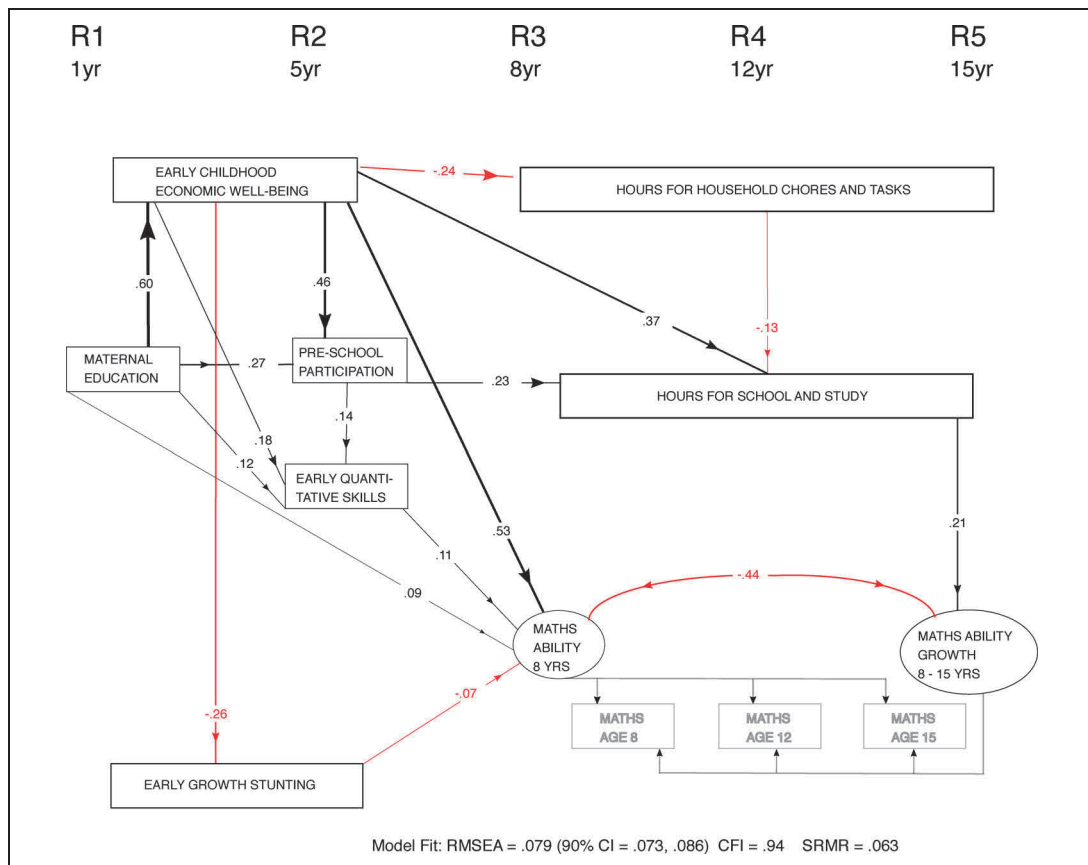 R1 R2 R3 R4 R5
1yr 5yr 8yr 12yr 15yr
EARLY CHILDHOOD
ECONOMIC WELL-BEING
-.24
HOURS FOR HOUSEHOLD CHORES AND TASKS
.60
.46
.37
-.13
MATERNAL
EDUCATION
.27
PRE-SCHOOL
PARTICIPATION
.23
HOURS FOR SCHOOL AND STUDY
.14
.18
.12
EARLY QUANTI-
TATIVE SKILLS
.53
.21
.11
.09
-.44
MATHS
ABILITY
8 YRS
MATHS ABILITY
GROWTH
8 - 15 YRS
-.07
-.26
MATHS
AGE 8
MATHS
AGE 12
MATHS
AGE 15
EARLY GROWTH STUNTING
Model Fit: RMSEA = .079 (90% CI = .073, .086) CFI = .94 SRMR = .063